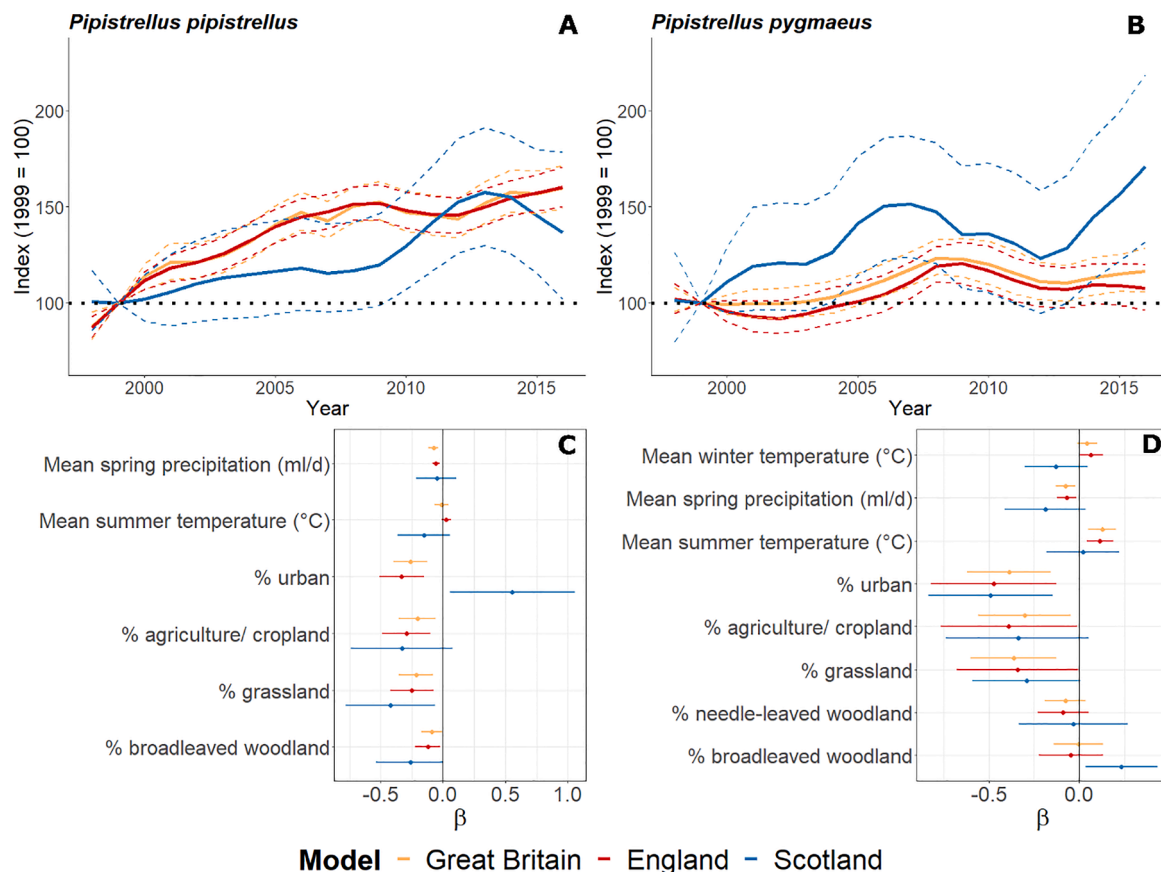 Pipistrellus pipistrellus A
Index (1999 = 100)
200
150
100
2000 2005 2010 2015
Year
Pipistrellus pygmaeus B
Index (1999 = 100)
200
150
100
2000 2005 2010 2015
Year
C
Mean spring precipitation (ml/d)
Mean summer temperature (°C)
% urban
% agriculture/ cropland
% grassland
% broadleaved woodland
-0.5 0.0 0.5 1.0
β
D
Mean winter temperature (°C)
Mean spring precipitation (ml/d)
Mean summer temperature (°C)
% urban
% agriculture/ cropland
% grassland
% needle-leaved woodland
% broadleaved woodland
-0.5 0.0
β
Model Great Britain England Scotland